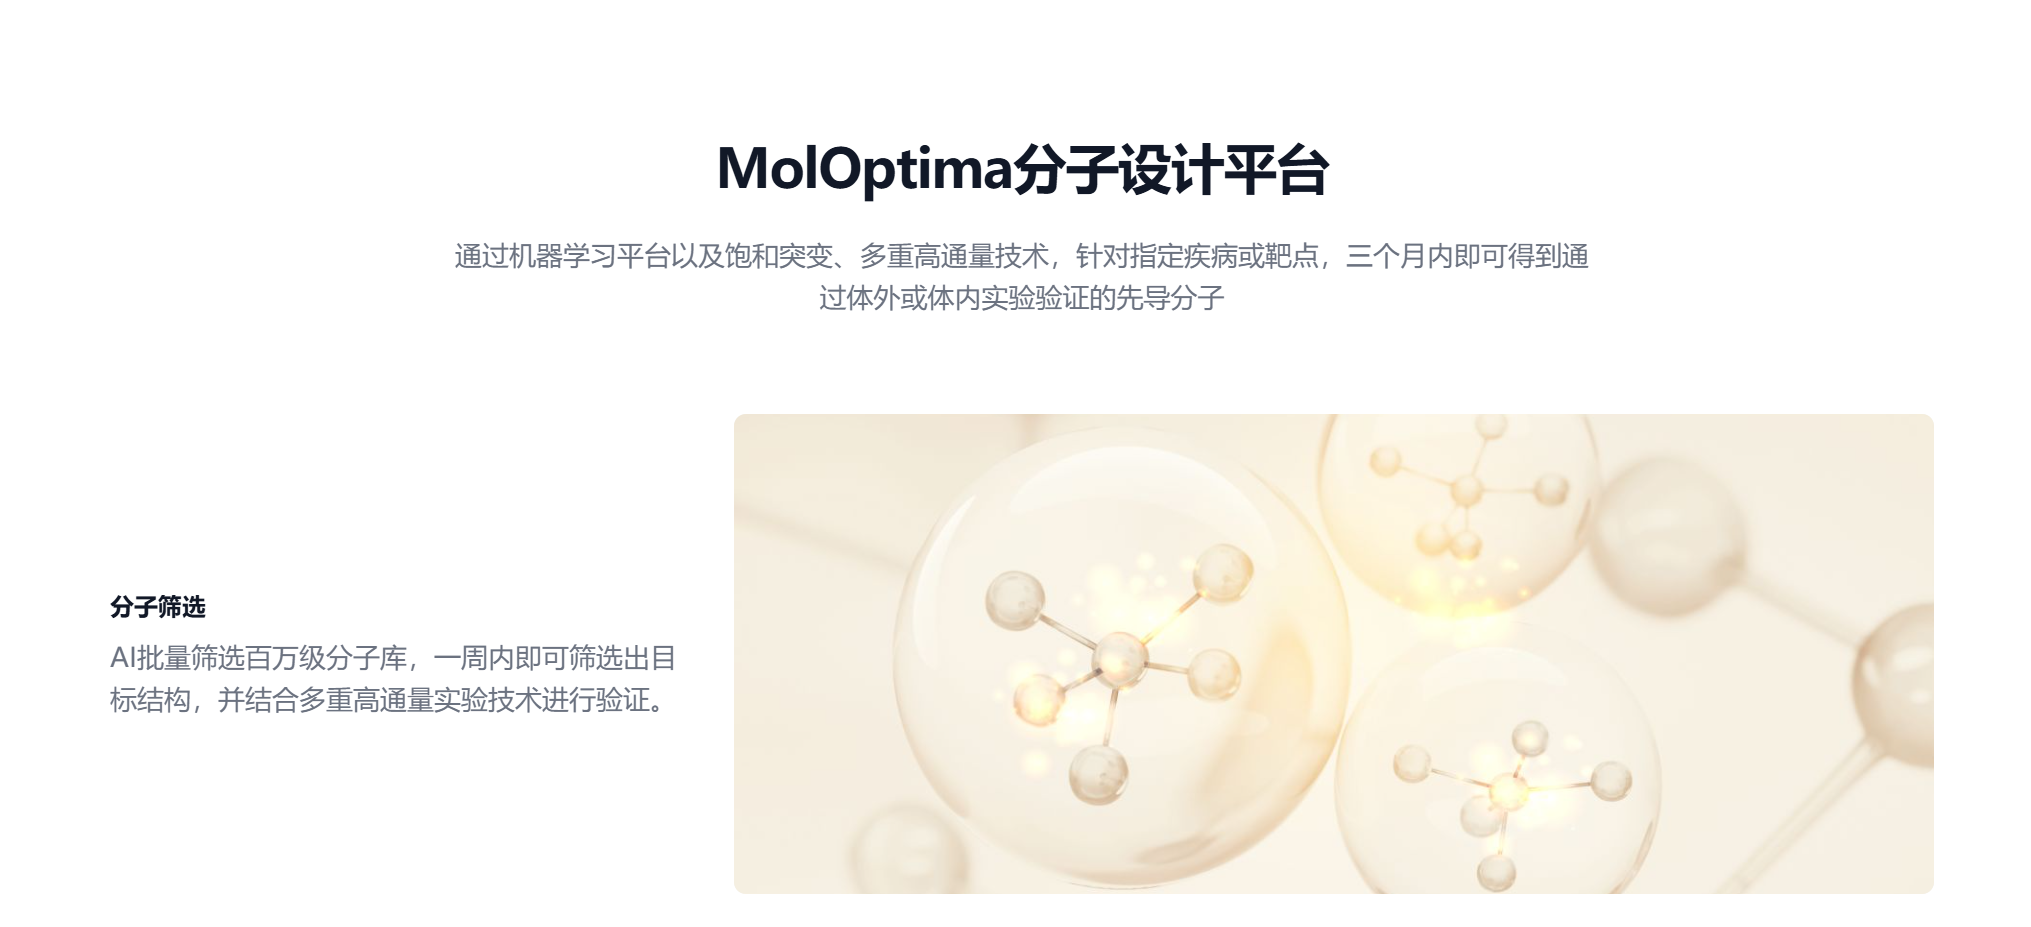 MolOptima分子设计平台
通过机器学习平台以及饱和突变、多重高通量技术，针对指定疾病或靶点，三个月内即可得到通
过体外或体内实验验证的先导分子
分子筛选
AI批量筛选百万级分子库，一周内即可筛选出目
标结构，并结合多重高通量实验技术进行验证。